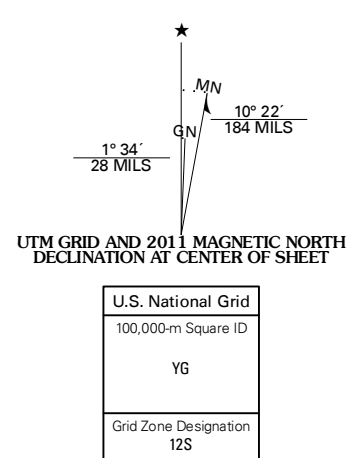 ★
MN
10° 22´
184 MILS
GN
1° 34´
28 MILS
UTM GRID AND 2011 MAGNETIC NORTH
DECLINATION AT CENTER OF SHEET
U.S. National Grid
100,000-m Square ID
YG
Grid Zone Designation
12S